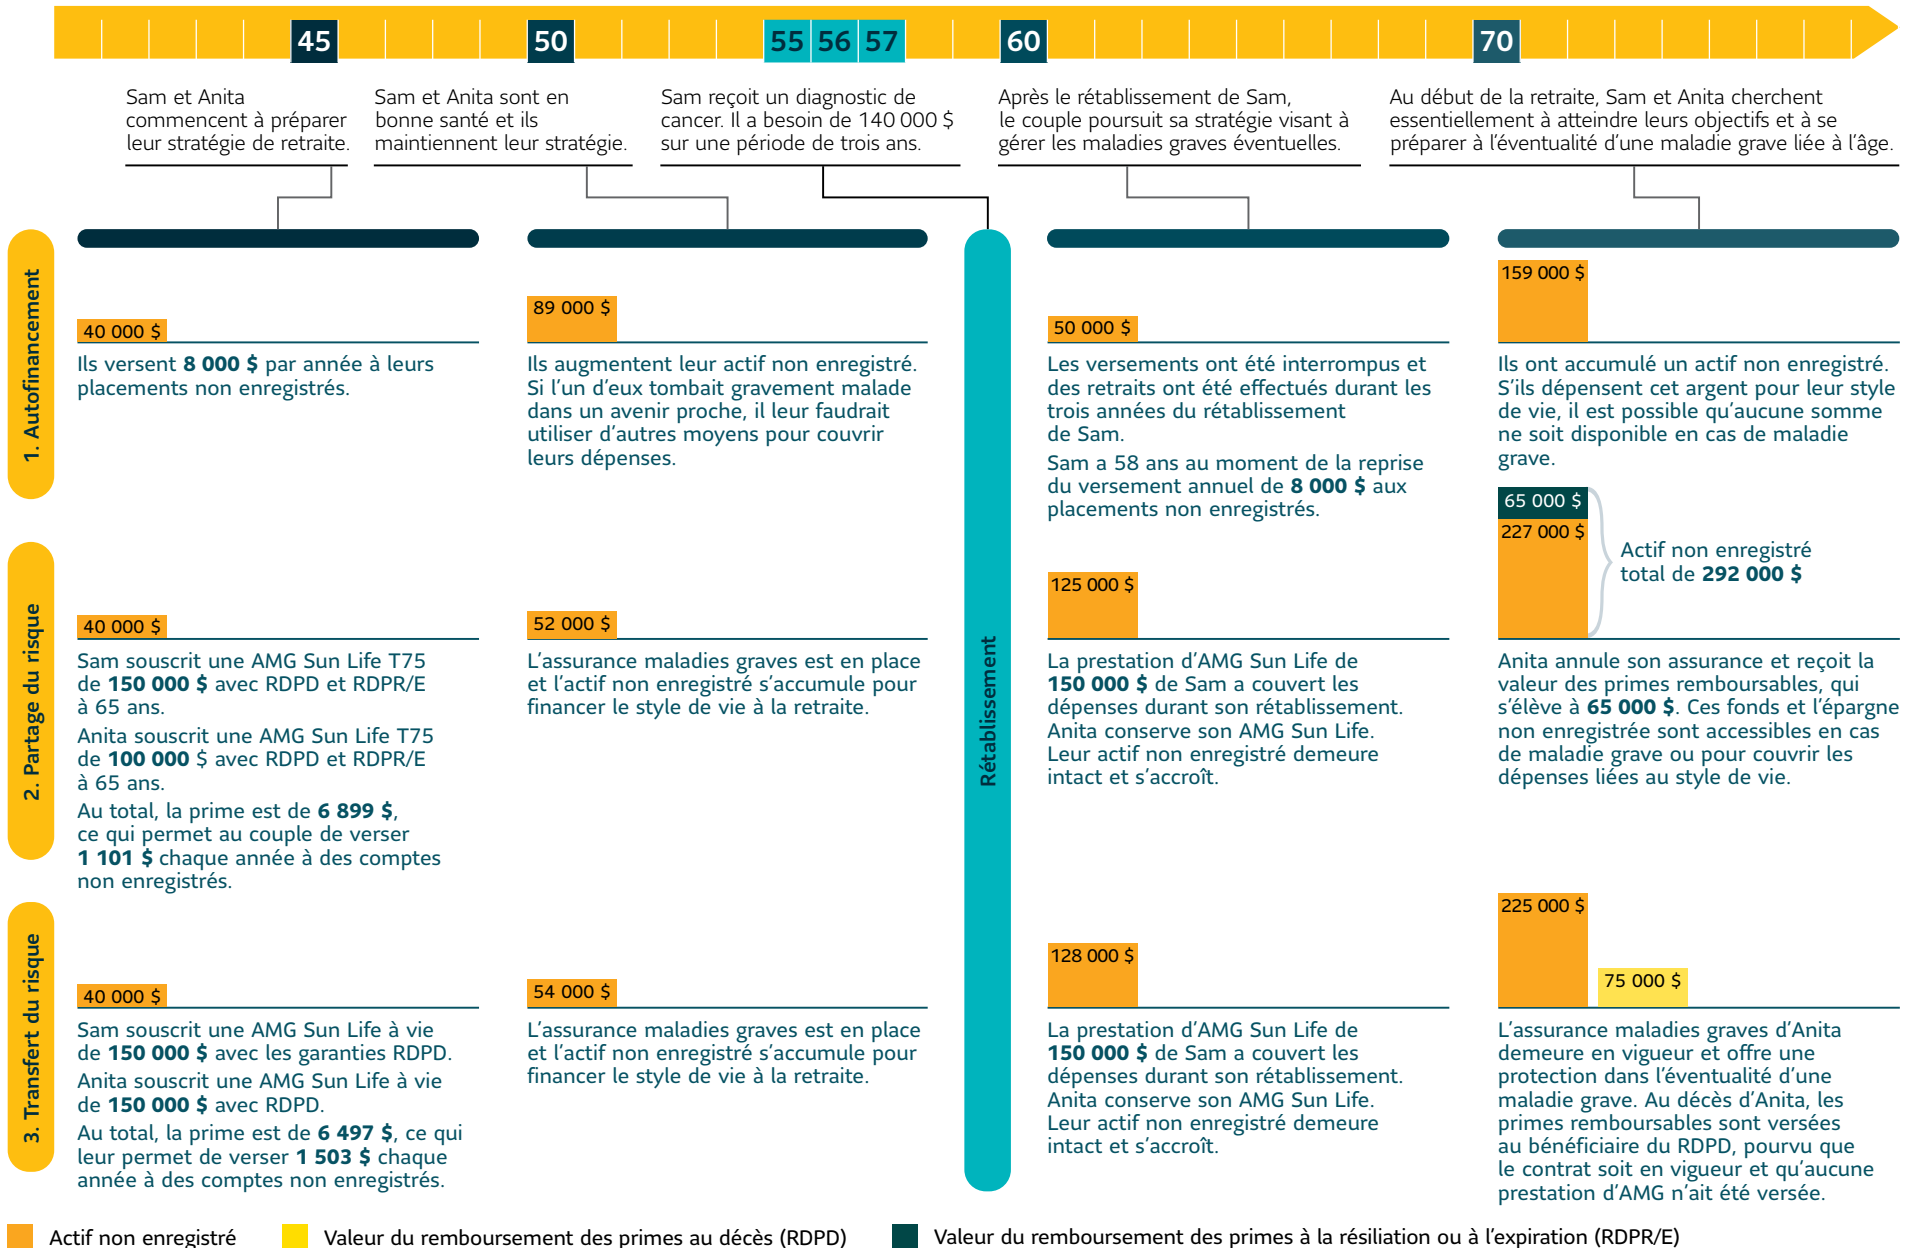 45
50
55 56 57
60
70
Sam et Anita
commencent à préparer
leur stratégie de retraite.
Sam et Anita sont en
bonne santé et ils
maintiennent leur stratégie.
Sam reçoit un diagnostic de
cancer. Il a besoin de 140 000 $
sur une période de trois ans.
Après le rétablissement de Sam,
le couple poursuit sa stratégie visant à
gérer les maladies graves éventuelles.
Au début de la retraite, Sam et Anita cherchent
essentiellement à atteindre leurs objectifs et à se
préparer à l’éventualité d’une maladie grave liée à l’âge.
1. Autofinancement
40 000 $
Ils versent 8 000 $ par année à leurs
placements non enregistrés.
89 000 $
Ils augmentent leur actif non enregistré.
Si l’un d’eux tombait gravement malade
dans un avenir proche, il leur faudrait
utiliser d’autres moyens pour couvrir
leurs dépenses.
Rétablissement
50 000 $
Les versements ont été interrompus et
des retraits ont été effectués durant les
trois années du rétablissement
de Sam.
Sam a 58 ans au moment de la reprise
du versement annuel de 8 000 $ aux
placements non enregistrés.
159 000 $
Ils ont accumulé un actif non enregistré.
S’ils dépensent cet argent pour leur style
de vie, il est possible qu’aucune somme
ne soit disponible en cas de maladie
grave.
2. Partage du risque
40 000 $
Sam souscrit une AMG Sun Life T75
de 150 000 $ avec RDPD et RDPR/E
à 65 ans.
Anita souscrit une AMG Sun Life T75
de 100 000 $ avec RDPD et RDPR/E
à 65 ans.
Au total, la prime est de 6 899 $,
ce qui permet au couple de verser
1 101 $ chaque année à des comptes
non enregistrés.
52 000 $
L’assurance maladies graves est en place
et l’actif non enregistré s’accumule pour
financer le style de vie à la retraite.
125 000 $
La prestation d’AMG Sun Life de
150 000 $ de Sam a couvert les
dépenses durant son rétablissement.
Anita conserve son AMG Sun Life.
Leur actif non enregistré demeure
intact et s’accroît.
65 000 $
227 000 $
Actif non enregistré
total de 292 000 $
Anita annule son assurance et reçoit la
valeur des primes remboursables, qui
s’élève à 65 000 $. Ces fonds et l’épargne
non enregistrée sont accessibles en cas
de maladie grave ou pour couvrir les
dépenses liées au style de vie.
3. Transfert du risque
40 000 $
Sam souscrit une AMG Sun Life à vie
de 150 000 $ avec les garanties RDPD.
Anita souscrit une AMG Sun Life à vie
de 150 000 $ avec RDPD.
Au total, la prime est de 6 497 $, ce qui
leur permet de verser 1 503 $ chaque
année à des comptes non enregistrés.
54 000 $
L’assurance maladies graves est en place
et l’actif non enregistré s’accumule pour
financer le style de vie à la retraite.
128 000 $
La prestation d’AMG Sun Life de
150 000 $ de Sam a couvert les
dépenses durant son rétablissement.
Anita conserve son AMG Sun Life.
Leur actif non enregistré demeure
intact et s’accroît.
225 000 $
75 000 $
L’assurance maladies graves d’Anita
demeure en vigueur et offre une
protection dans l’éventualité d’une
maladie grave. Au décès d’Anita, les
primes remboursables sont versées
au bénéficiaire du RDPD, pourvu que
le contrat soit en vigueur et qu’aucune
prestation d’AMG n’ait été versée.
Actif non enregistré
Valeur du remboursement des primes au décès (RDPD)
Valeur du remboursement des primes à la résiliation ou à l’expiration (RDPR/E)